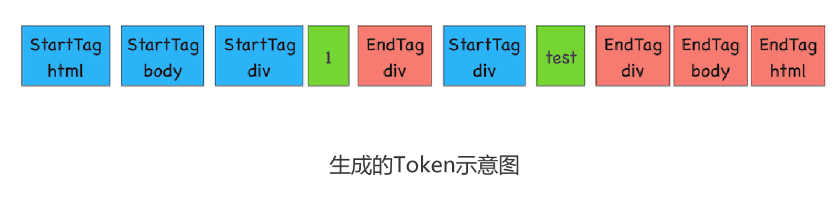 StartTag html
StartTag body
StartTag div
1
EndTag div
StartTag div
test
EndTag div
EndTag body
EndTag html
生成的Token示意图